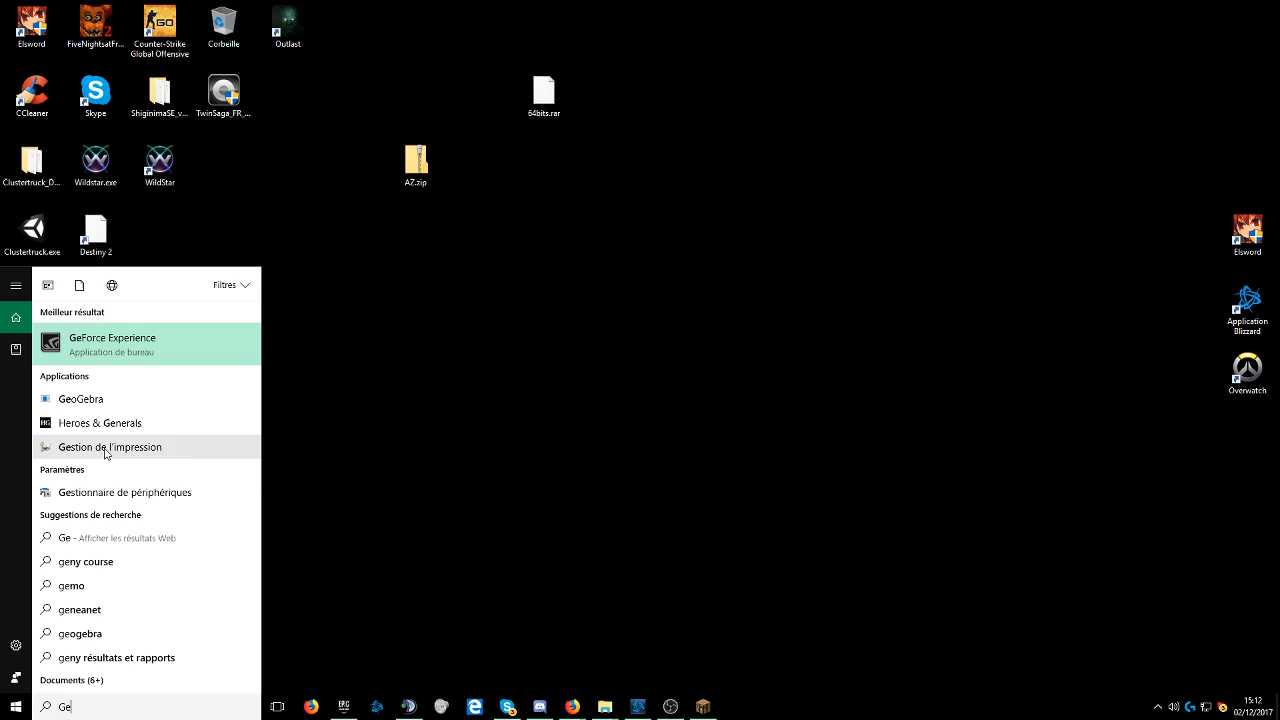 Elsword
FiveNightsatFr...
Counter-Strike
Global Offensive
Corbeille
Outlast
CCleaner
Skype
ShiginimaSE_v...
TwinSaga_FR_...
64bits.rar
Clustertruck_D...
Wildstar.exe
WildStar
AZ.zip
Clustertruck.exe
Destiny 2
Elsword
Application
Blizzard
Overwatch
Filtres
Meilleur résultat
GeForce Experience
Application de bureau
Applications
GeoGebra
Heroes & Generals
Gestion de l'impression
Paramètres
Gestionnaire de périphériques
Suggestions de recherche
Ge - Afficher les résultats Web
geny course
gemo
geneanet
geogebra
geny résultats et rapports
Documents (6+)
Ge
15:12
02/12/2017